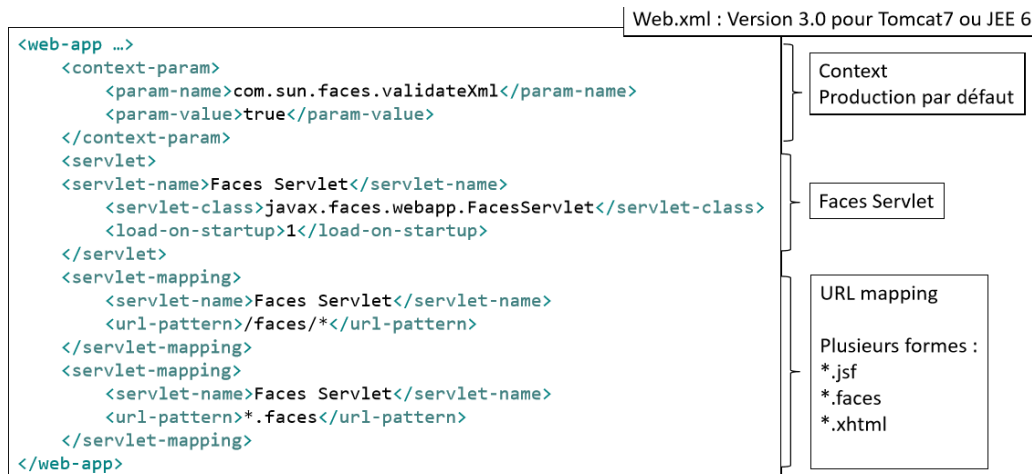 Web.xml : Version 3.0 pour Tomcat7 ou JEE 6
<web-app …>
<context-param>
<param-name>com.sun.faces.validateXml</param-name>
<param-value>true</param-value>
</context-param>
<servlet>
<servlet-name>Faces Servlet</servlet-name>
<servlet-class>javax.faces.webapp.FacesServlet</servlet-class>
<load-on-startup>1</load-on-startup>
</servlet>
<servlet-mapping>
<servlet-name>Faces Servlet</servlet-name>
<url-pattern>/faces/*</url-pattern>
</servlet-mapping>
<servlet-mapping>
<servlet-name>Faces Servlet</servlet-name>
<url-pattern>*.faces</url-pattern>
</servlet-mapping>
</web-app>
Context
Production par défaut
Faces Servlet
URL mapping
Plusieurs formes :
*.jsf
*.faces
*.xhtml